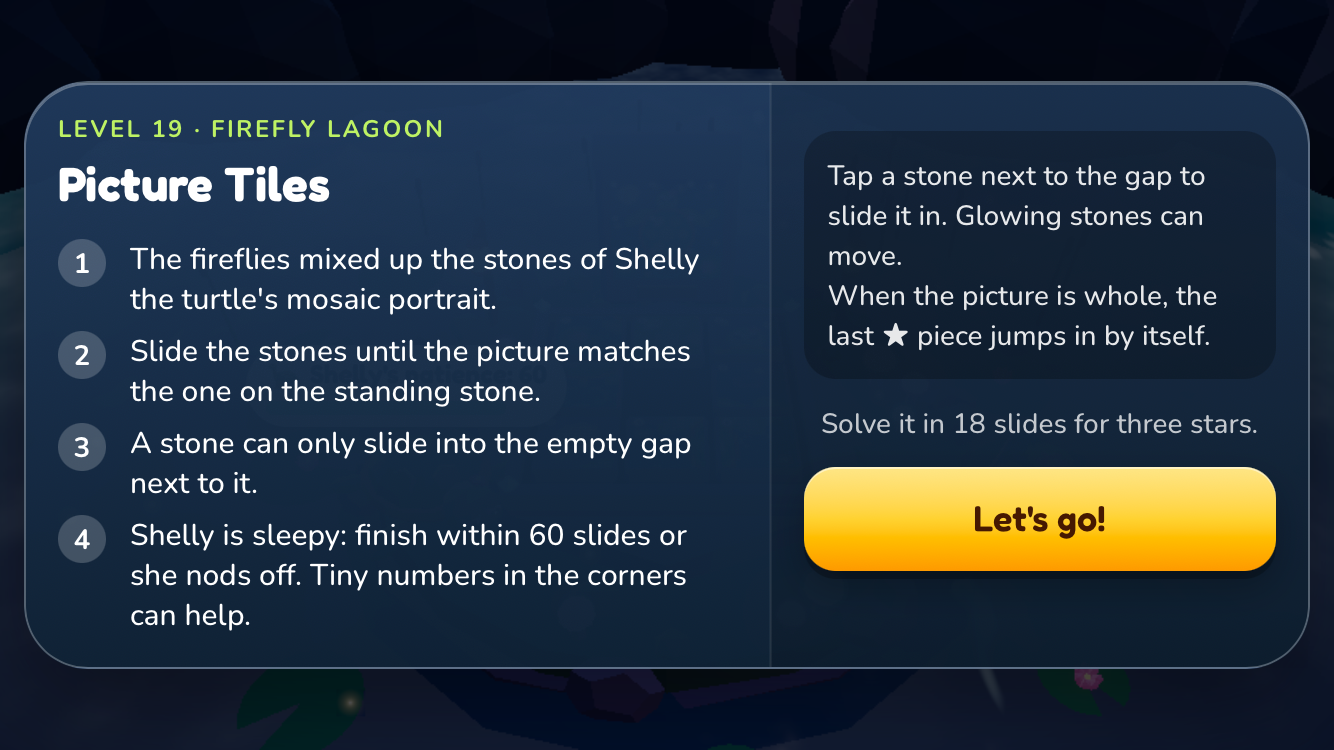 LEVEL 19 · FIREFLY LAGOON
Picture Tiles
1 The fireflies mixed up the stones of Shelly
the turtle's mosaic portrait.
2 Slide the stones until the picture matches
the one on the standing stone.
3 A stone can only slide into the empty gap
next to it.
4 Shelly is sleepy: finish within 60 slides or
she nods off. Tiny numbers in the corners
can help.
Tap a stone next to the gap to
slide it in. Glowing stones can
move.
When the picture is whole, the
last ★ piece jumps in by itself.
Solve it in 18 slides for three stars.
Let's go!